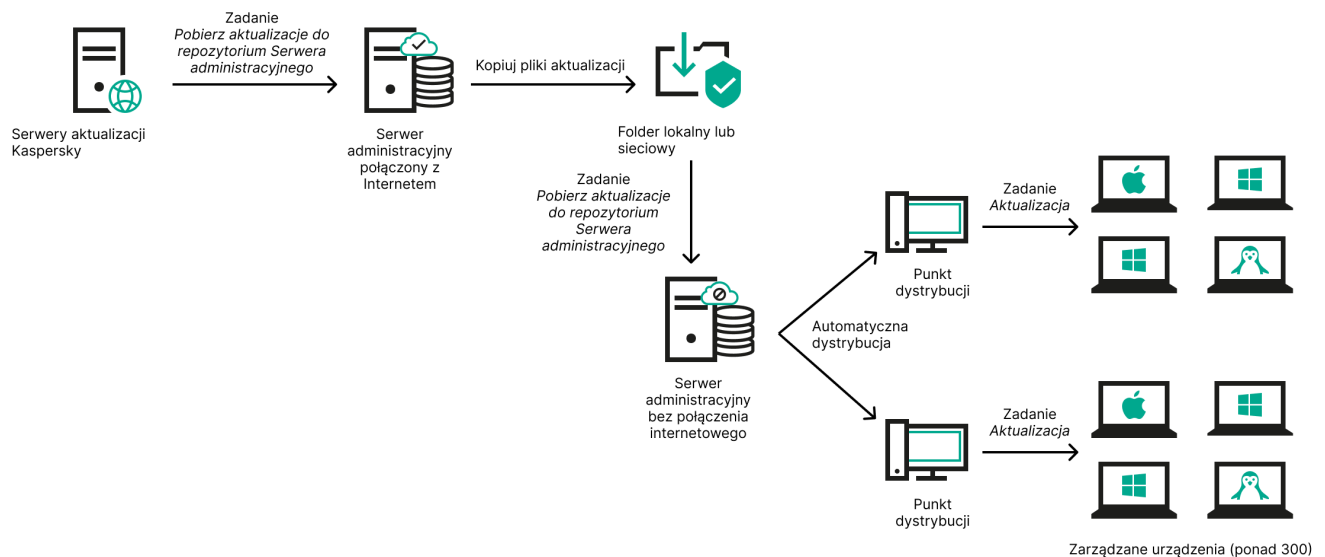 Zadanie
Pobierz aktualizacje do
repozytorium Serwera
administracyjnego
Serwery aktualizacji
Kaspersky
Serwer
administracyjny
połączony z
Internetem
Kopiuj pliki aktualizacji
Folder lokalny lub
sieciowy
Zadanie
Pobierz aktualizacje
do repozytorium
Serwera
administracyjnego
Serwer
administracyjny
bez połączenia
internetowego
Automatyczna
dystrybucja
Punkt
dystrybucji
Zadanie
Aktualizacja
Punkt
dystrybucji
Zadanie
Aktualizacja
Zarządzane urządzenia (ponad 300)